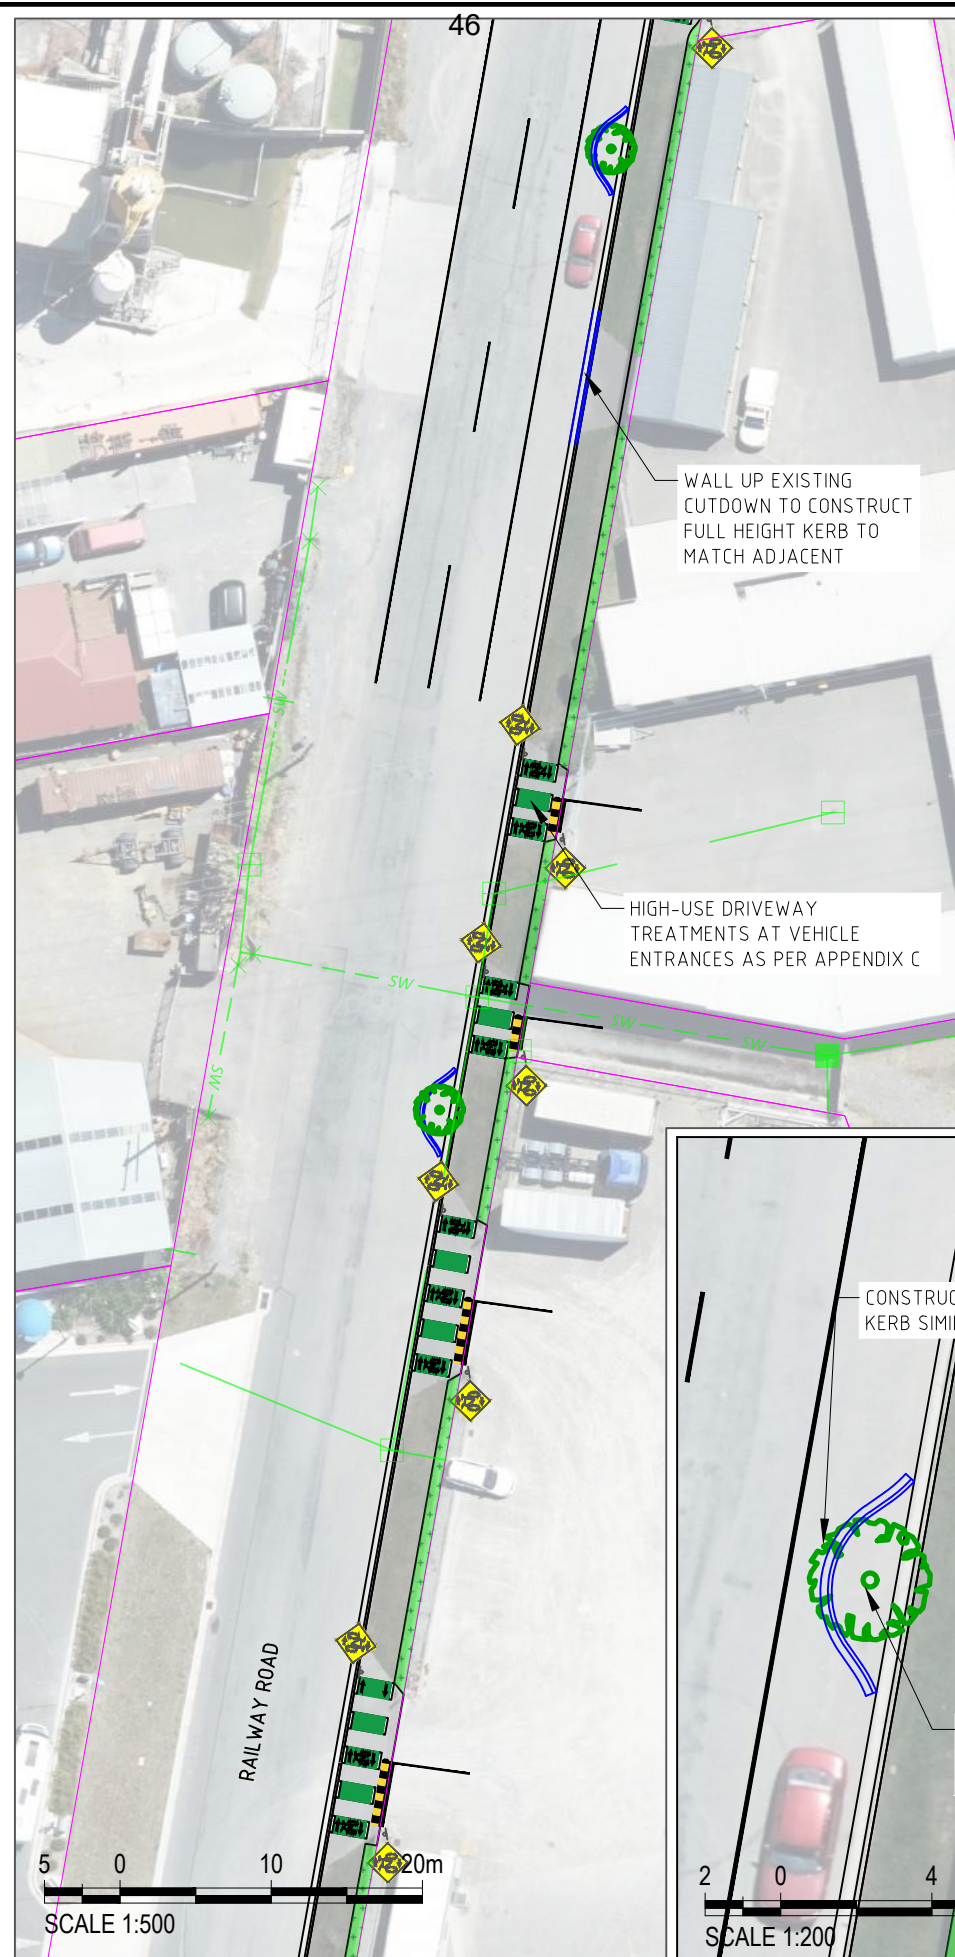 46
WALL UP EXISTING
CUTDOWN TO CONSTRUCT
FULL HEIGHT KERB TO
MATCH ADJACENT
SW
HIGH-USE DRIVEWAY
TREATMENTS AT VEHICLE
ENTRANCES AS PER APPENDIX C
SW
SW
SW
SW
RAILWAY ROAD
5 0 10 20m
SCALE 1:500
KERB
2 0 4
SCALE 1:200